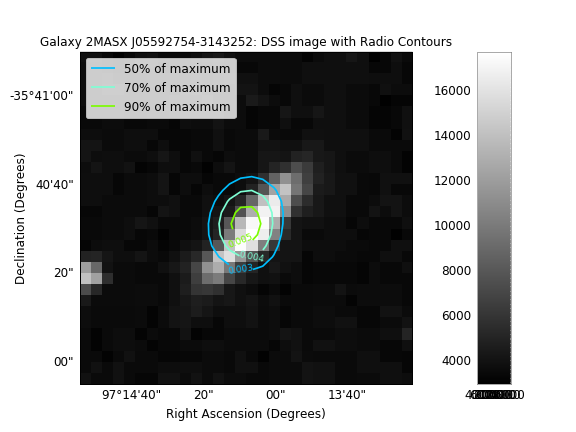 Galaxy 2MASX J05592754-3143252: DSS image with Radio Contours
50% of maximum
70% of maximum
90% of maximum
-35°41'00"
40'40"
20"
00"
97°14'40" 20" 00" 13'40"
Right Ascension (Degrees)
Declination (Degrees)
0.005
0.004
0.003
16000
14000
12000
10000
8000
6000
4000